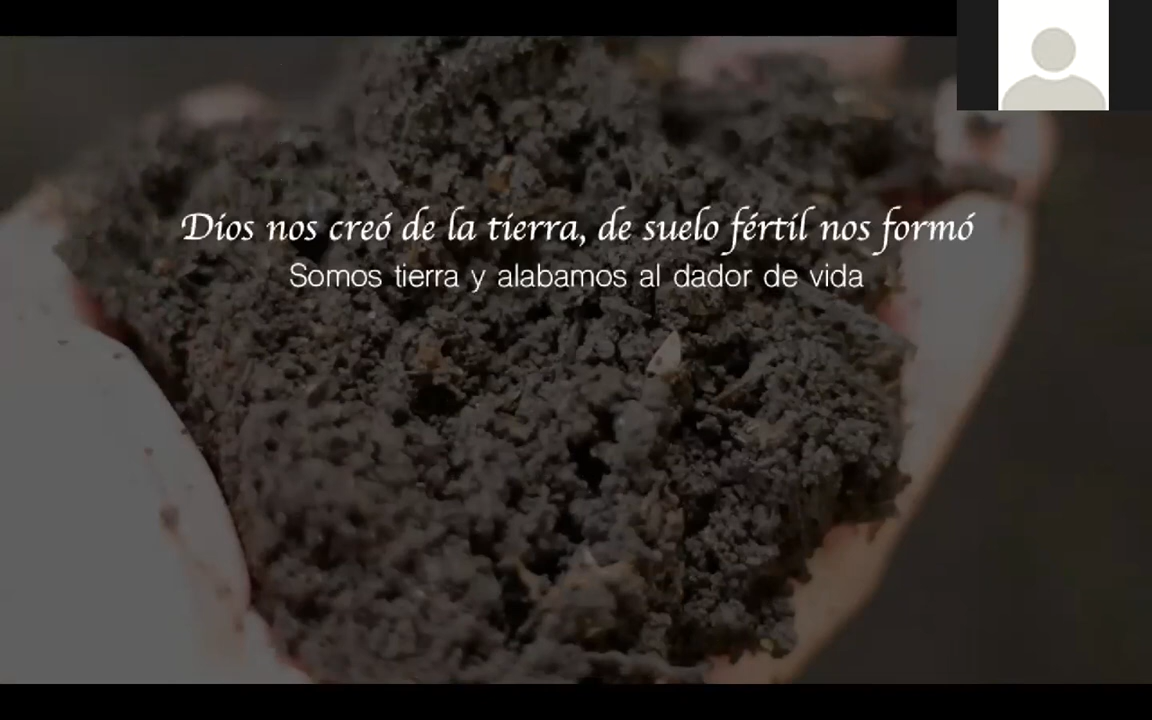 Dios nos creó de la tierra, de suelo fértil nos formó
Somos tierra y alabamos al dador de vida